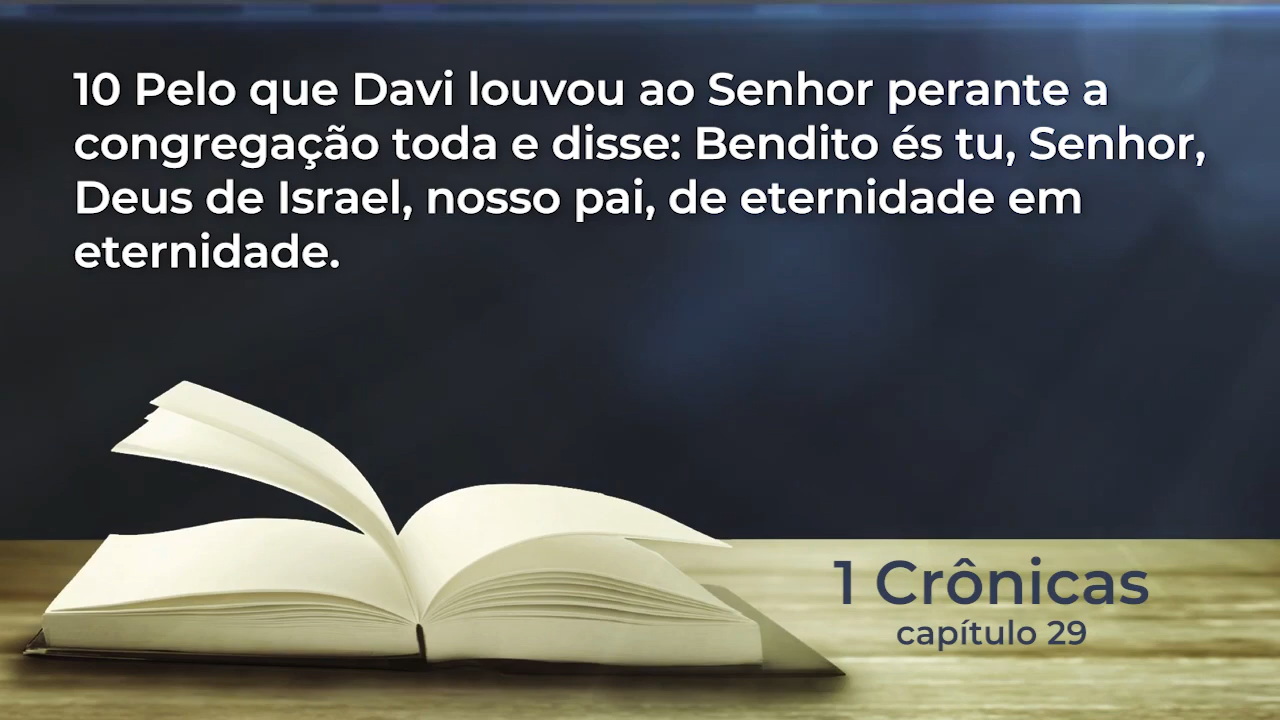 10 Pelo que Davi louvou ao Senhor perante a
congregação toda e disse: Bendito és tu, Senhor,
Deus de Israel, nosso pai, de eternidade em
eternidade.
1 Crônicas
capítulo 29